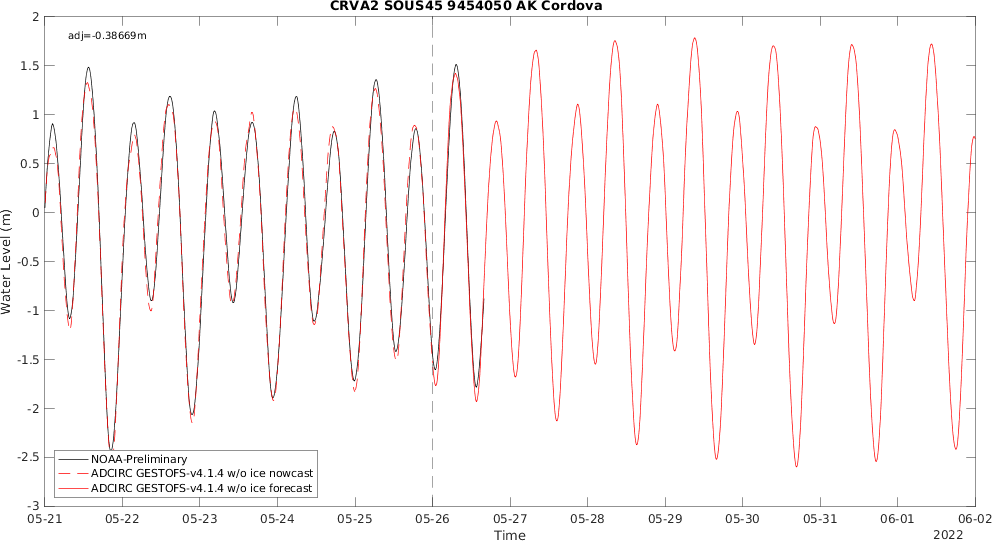 CRVA2 SOUS45 9454050 AK Cordova
adj=-0.38669m
2
1.5
1
0.5
0
-0.5
-1
-1.5
-2
-2.5
-3
Water Level (m)
NOAA-Preliminary
ADCIRC GESTOFS-v4.1.4 w/o ice nowcast
ADCIRC GESTOFS-v4.1.4 w/o ice forecast
05-21 05-22 05-23 05-24 05-25 05-26 05-27 05-28 05-29 05-30 05-31 06-01 06-02
Time
2022